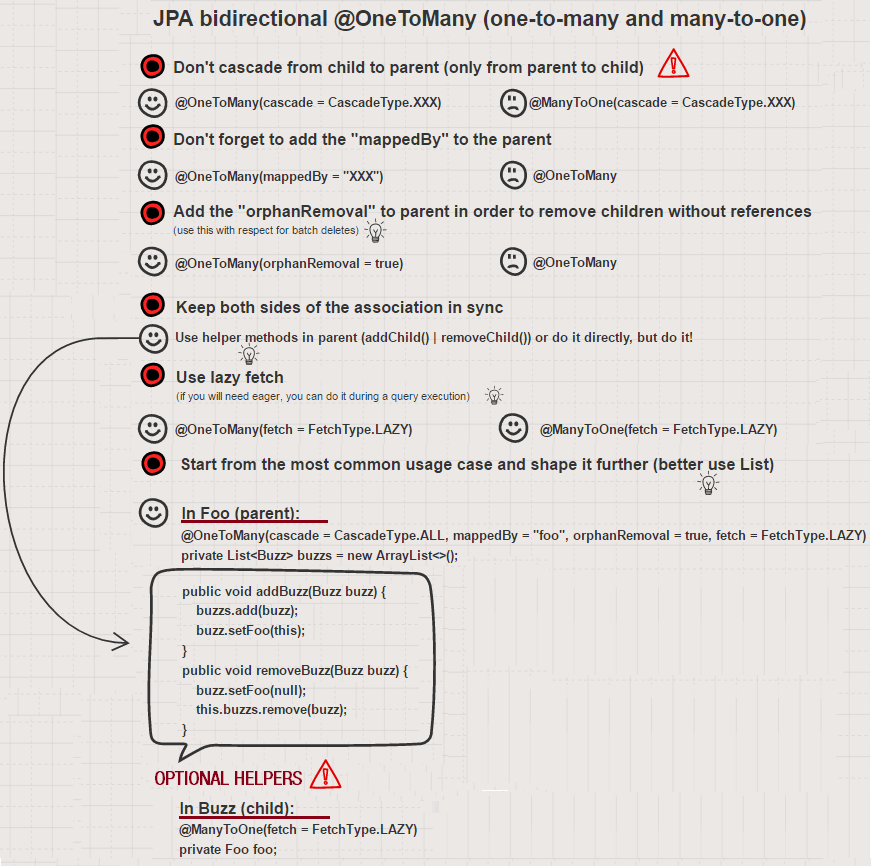 JPA bidirectional @OneToMany (one-to-many and many-to-one)
Don't cascade from child to parent (only from parent to child)
@OneToMany(cascade = CascadeType.XXX) @ManyToOne(cascade = CascadeType.XXX)
Don't forget to add the "mappedBy" to the parent
@OneToMany(mappedBy = "XXX") @OneToMany
Add the "orphanRemoval" to parent in order to remove children without references
(use this with respect for batch deletes)
@OneToMany(orphanRemoval = true) @OneToMany
Keep both sides of the association in sync
Use helper methods in parent (addChild() | removeChild()) or do it directly, but do it!
Use lazy fetch
(if you will need eager, you can do it during a query execution)
@OneToMany(fetch = FetchType.LAZY) @ManyToOne(fetch = FetchType.LAZY)
Start from the most common usage case and shape it further (better use List)
In Foo (parent):
@OneToMany(cascade = CascadeType.ALL, mappedBy = "foo", orphanRemoval = true, fetch = FetchType.LAZY)
private List<Buzz> buzzs = new ArrayList<>();
public void addBuzz(Buzz buzz) {
buzzs.add(buzz);
buzz.setFoo(this);
}
public void removeBuzz(Buzz buzz) {
buzz.setFoo(null);
this.buzzs.remove(buzz);
}
OPTIONAL HELPERS
In Buzz (child):
@ManyToOne(fetch = FetchType.LAZY)
private Foo foo;